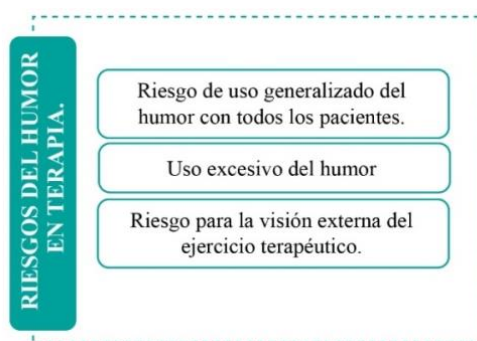 RIESGOS DEL HUMOR
EN TERAPIA.
Riesgo de uso generalizado del
humor con todos los pacientes.
Uso excesivo del humor
Riesgo para la visión externa del
ejercicio terapéutico.